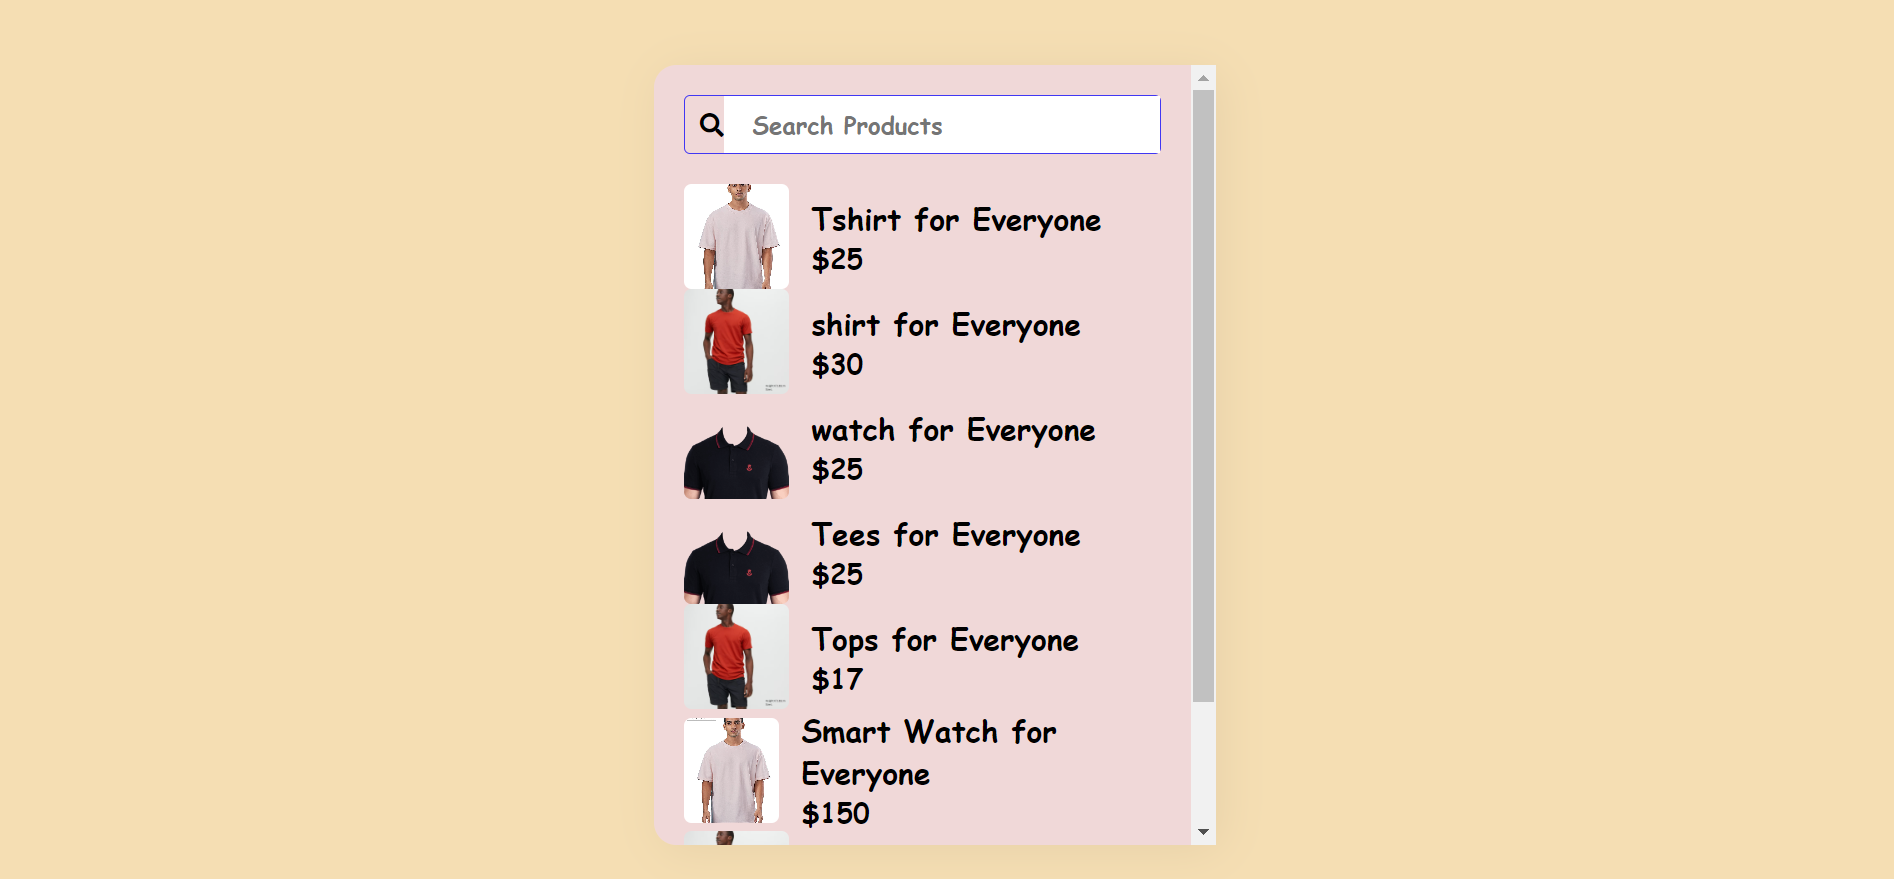 Search Products
Tshirt for Everyone
$25
shirt for Everyone
$30
watch for Everyone
$25
Tees for Everyone
$25
Tops for Everyone
$17
Smart Watch for
Everyone
$150